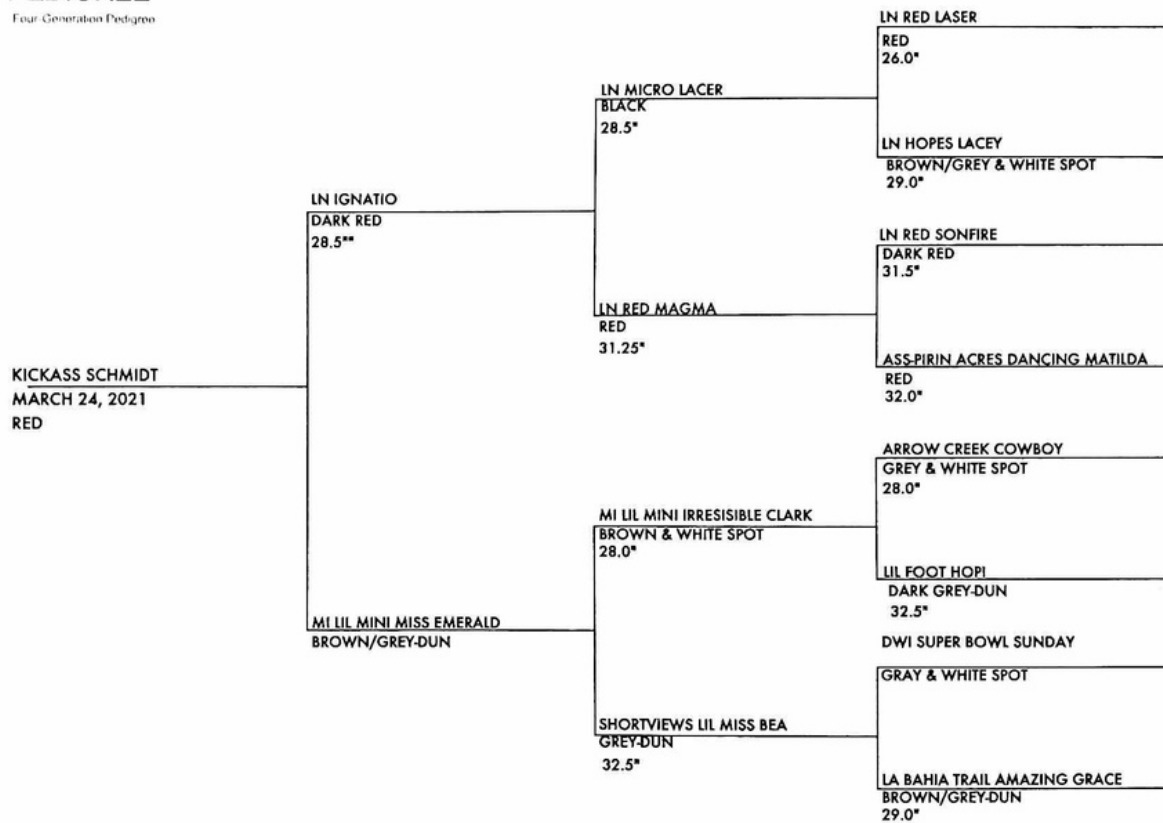 Four-Generation Pedigree
LN RED LASER
RED
26.0"
LN MICRO LACER
BLACK
28.5"
LN HOPES LACEY
BROWN/GREY & WHITE SPOT
29.0"
LN IGNATIO
DARK RED
28.5""
LN RED SONFIRE
DARK RED
31.5"
LN RED MAGMA
RED
31.25"
ASS-PIRIN ACRES DANCING MATILDA
RED
32.0"
KICKASS SCHMIDT
MARCH 24, 2021
RED
ARROW CREEK COWBOY
GREY & WHITE SPOT
28.0"
MI LIL MINI IRRESISIBLE CLARK
BROWN & WHITE SPOT
28.0"
LIL FOOT HOPI
DARK GREY-DUN
32.5"
MI LIL MINI MISS EMERALD
BROWN/GREY-DUN
DWI SUPER BOWL SUNDAY
GRAY & WHITE SPOT
SHORTVIEWS LIL MISS BEA
GREY-DUN
32.5"
LA BAHIA TRAIL AMAZING GRACE
BROWN/GREY-DUN
29.0"